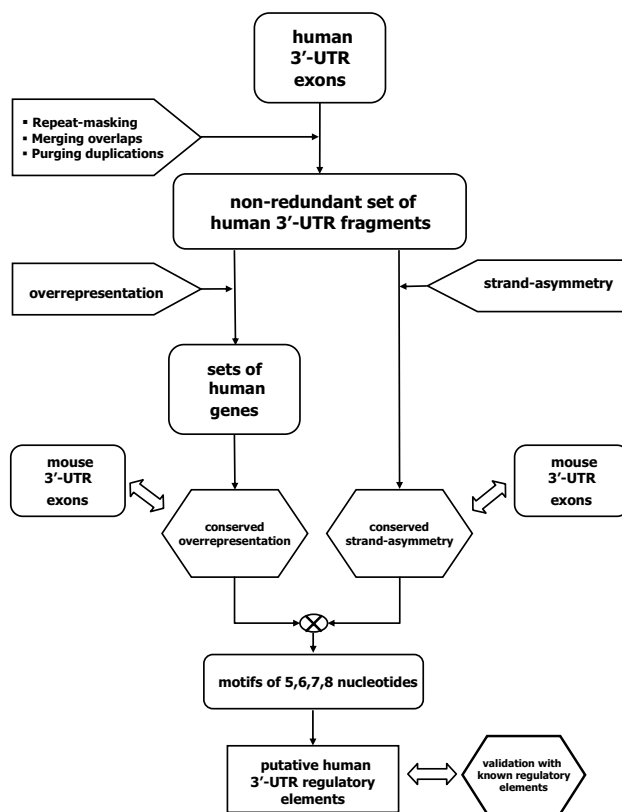 human
3′-UTR
exons
▪ Repeat-masking
▪ Merging overlaps
▪ Purging duplications
non-redundant set of
human 3′-UTR fragments
overrepresentation
strand-asymmetry
sets of
human
genes
mouse
3′-UTR
exons
mouse
3′-UTR
exons
conserved
overrepresentation
conserved
strand-asymmetry
motifs of 5,6,7,8 nucleotides
putative human
3′-UTR regulatory
elements
validation with
known regulatory
elements